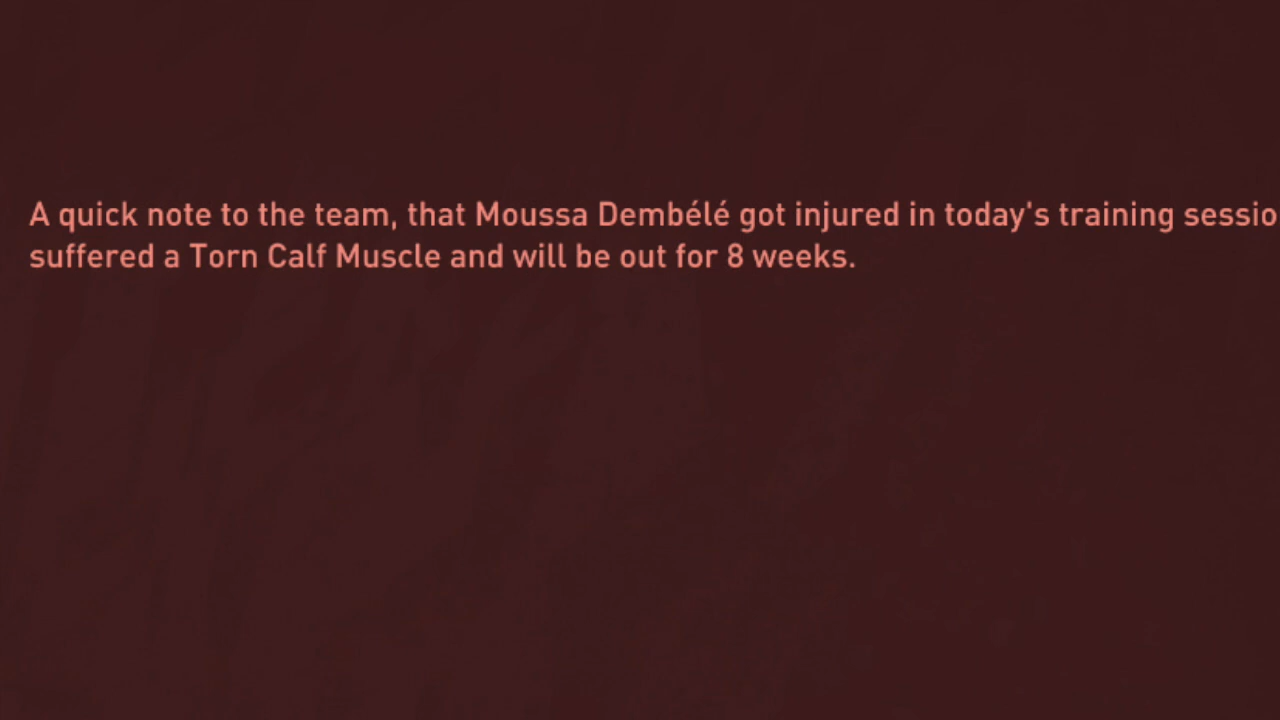 A quick note to the team, that Moussa Dembélé got injured in today's training sessio
suffered a Torn Calf Muscle and will be out for 8 weeks.